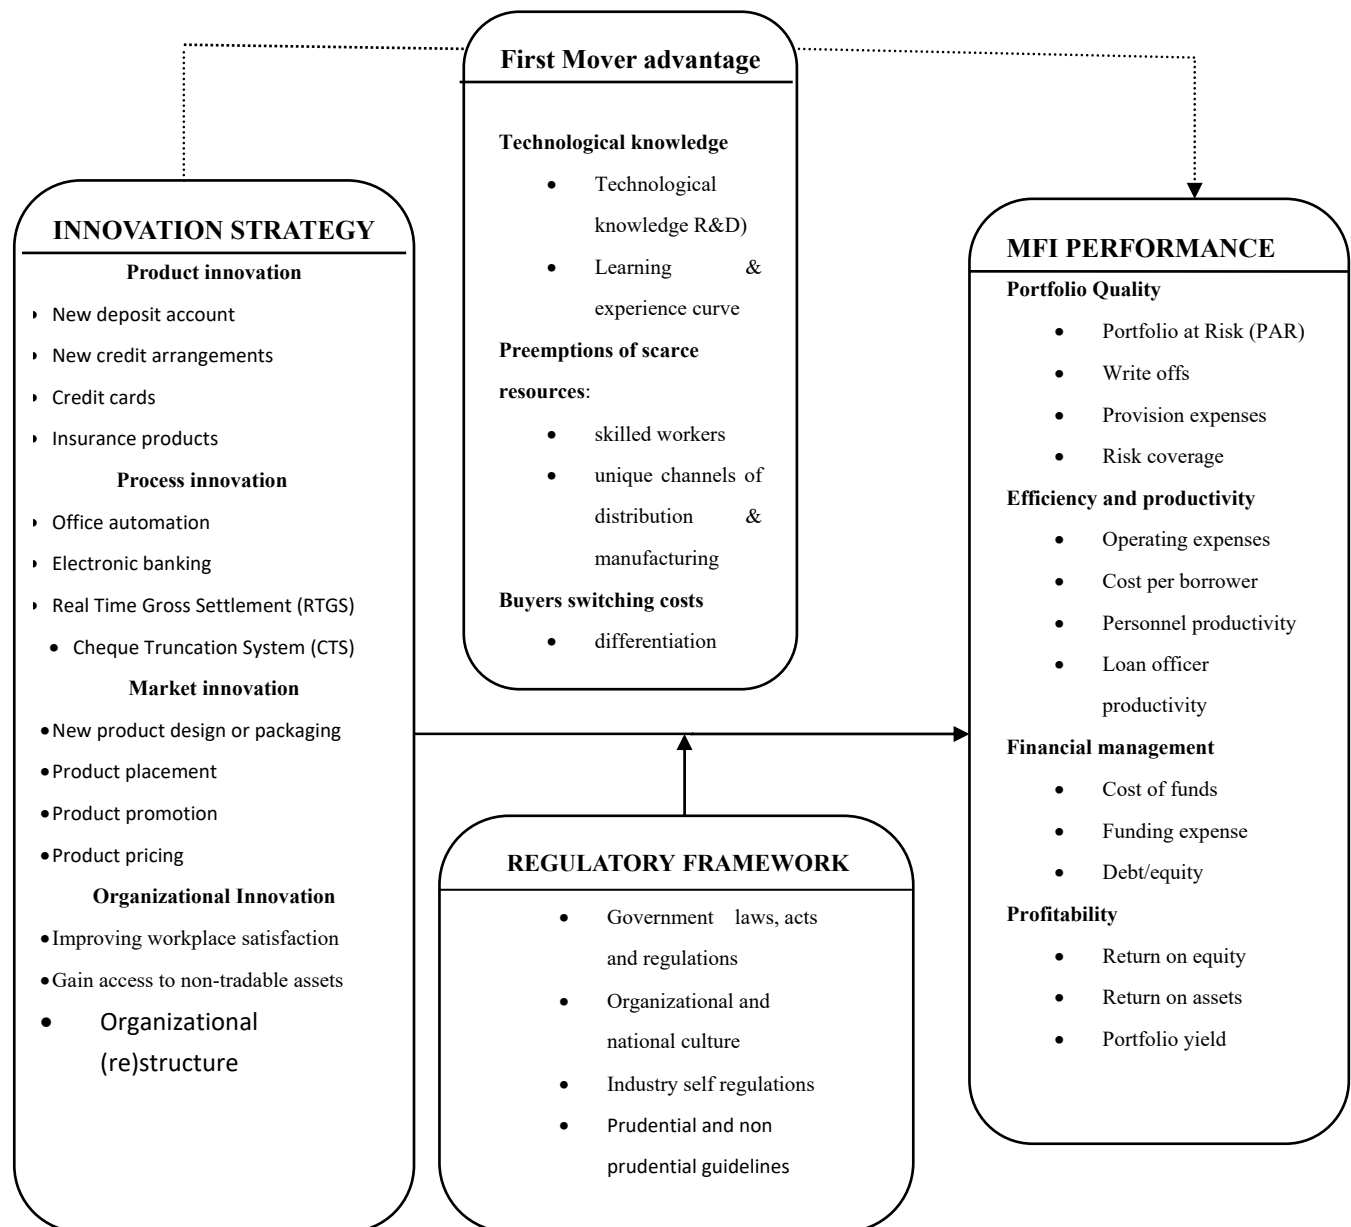 First Mover advantage
Technological knowledge
• Technological
knowledge R&D)
• Learning &
experience curve
Preemptions of scarce
resources:
• skilled workers
• unique channels of
distribution &
manufacturing
Buyers switching costs
• differentiation
INNOVATION STRATEGY
Product innovation
• New deposit account
• New credit arrangements
• Credit cards
• Insurance products
Process innovation
• Office automation
• Electronic banking
• Real Time Gross Settlement (RTGS)
• Cheque Truncation System (CTS)
Market innovation
• New product design or packaging
• Product placement
• Product promotion
• Product pricing
Organizational Innovation
• Improving workplace satisfaction
• Gain access to non-tradable assets
• Organizational
(re)structure
REGULATORY FRAMEWORK
• Government laws, acts
and regulations
• Organizational and
national culture
• Industry self regulations
• Prudential and non
prudential guidelines
MFI PERFORMANCE
Portfolio Quality
• Portfolio at Risk (PAR)
• Write offs
• Provision expenses
• Risk coverage
Efficiency and productivity
• Operating expenses
• Cost per borrower
• Personnel productivity
• Loan officer
productivity
Financial management
• Cost of funds
• Funding expense
• Debt/equity
Profitability
• Return on equity
• Return on assets
• Portfolio yield